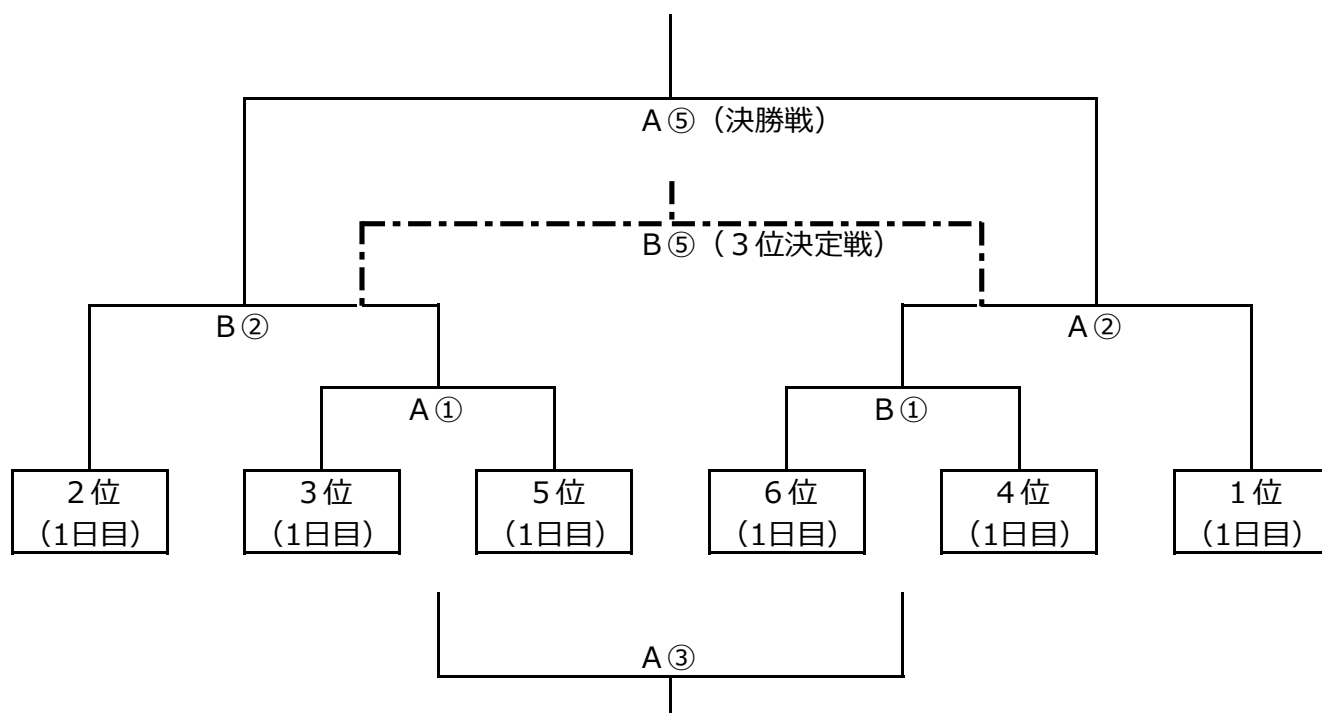 A⑤（決勝戦）
B⑤（３位決定戦）
B②
A②
A①
B①
２位
（1日目）
３位
（1日目）
５位
（1日目）
６位
（1日目）
４位
（1日目）
１位
（1日目）
A③